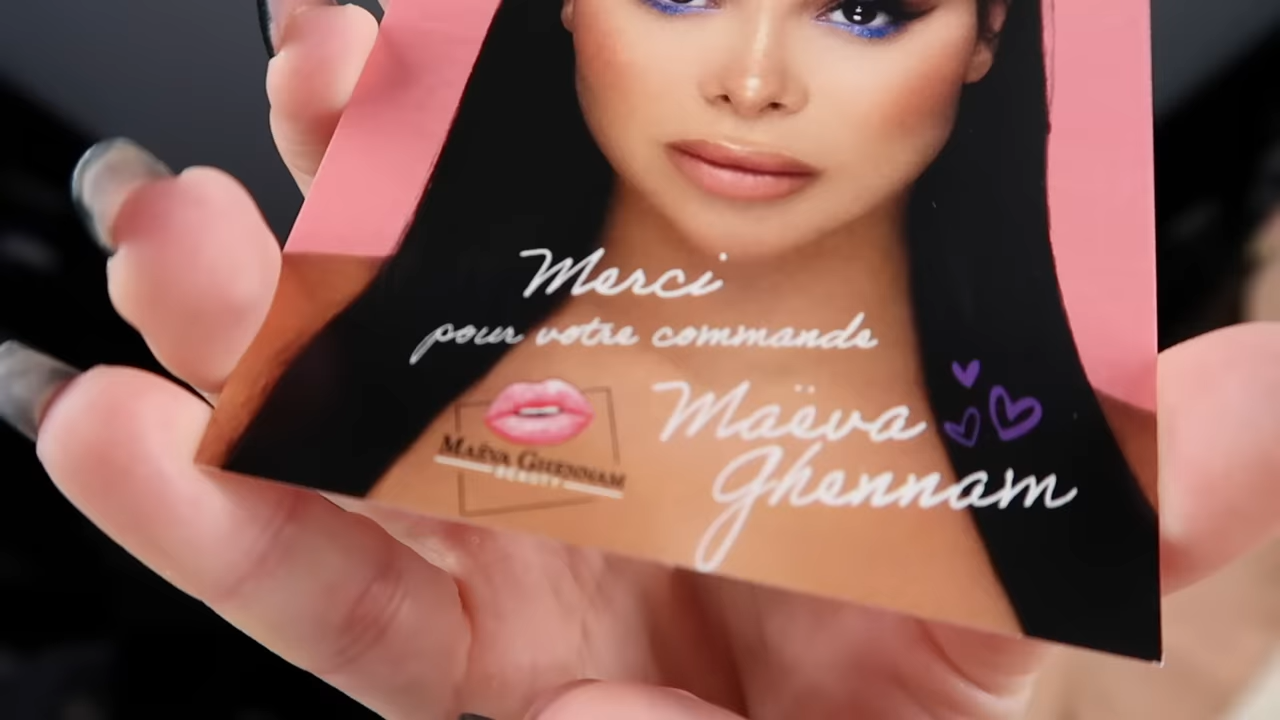 Merci
pour votre commande
Maëva
Ghennam
MAËVA GHENNAM
BEAUTY